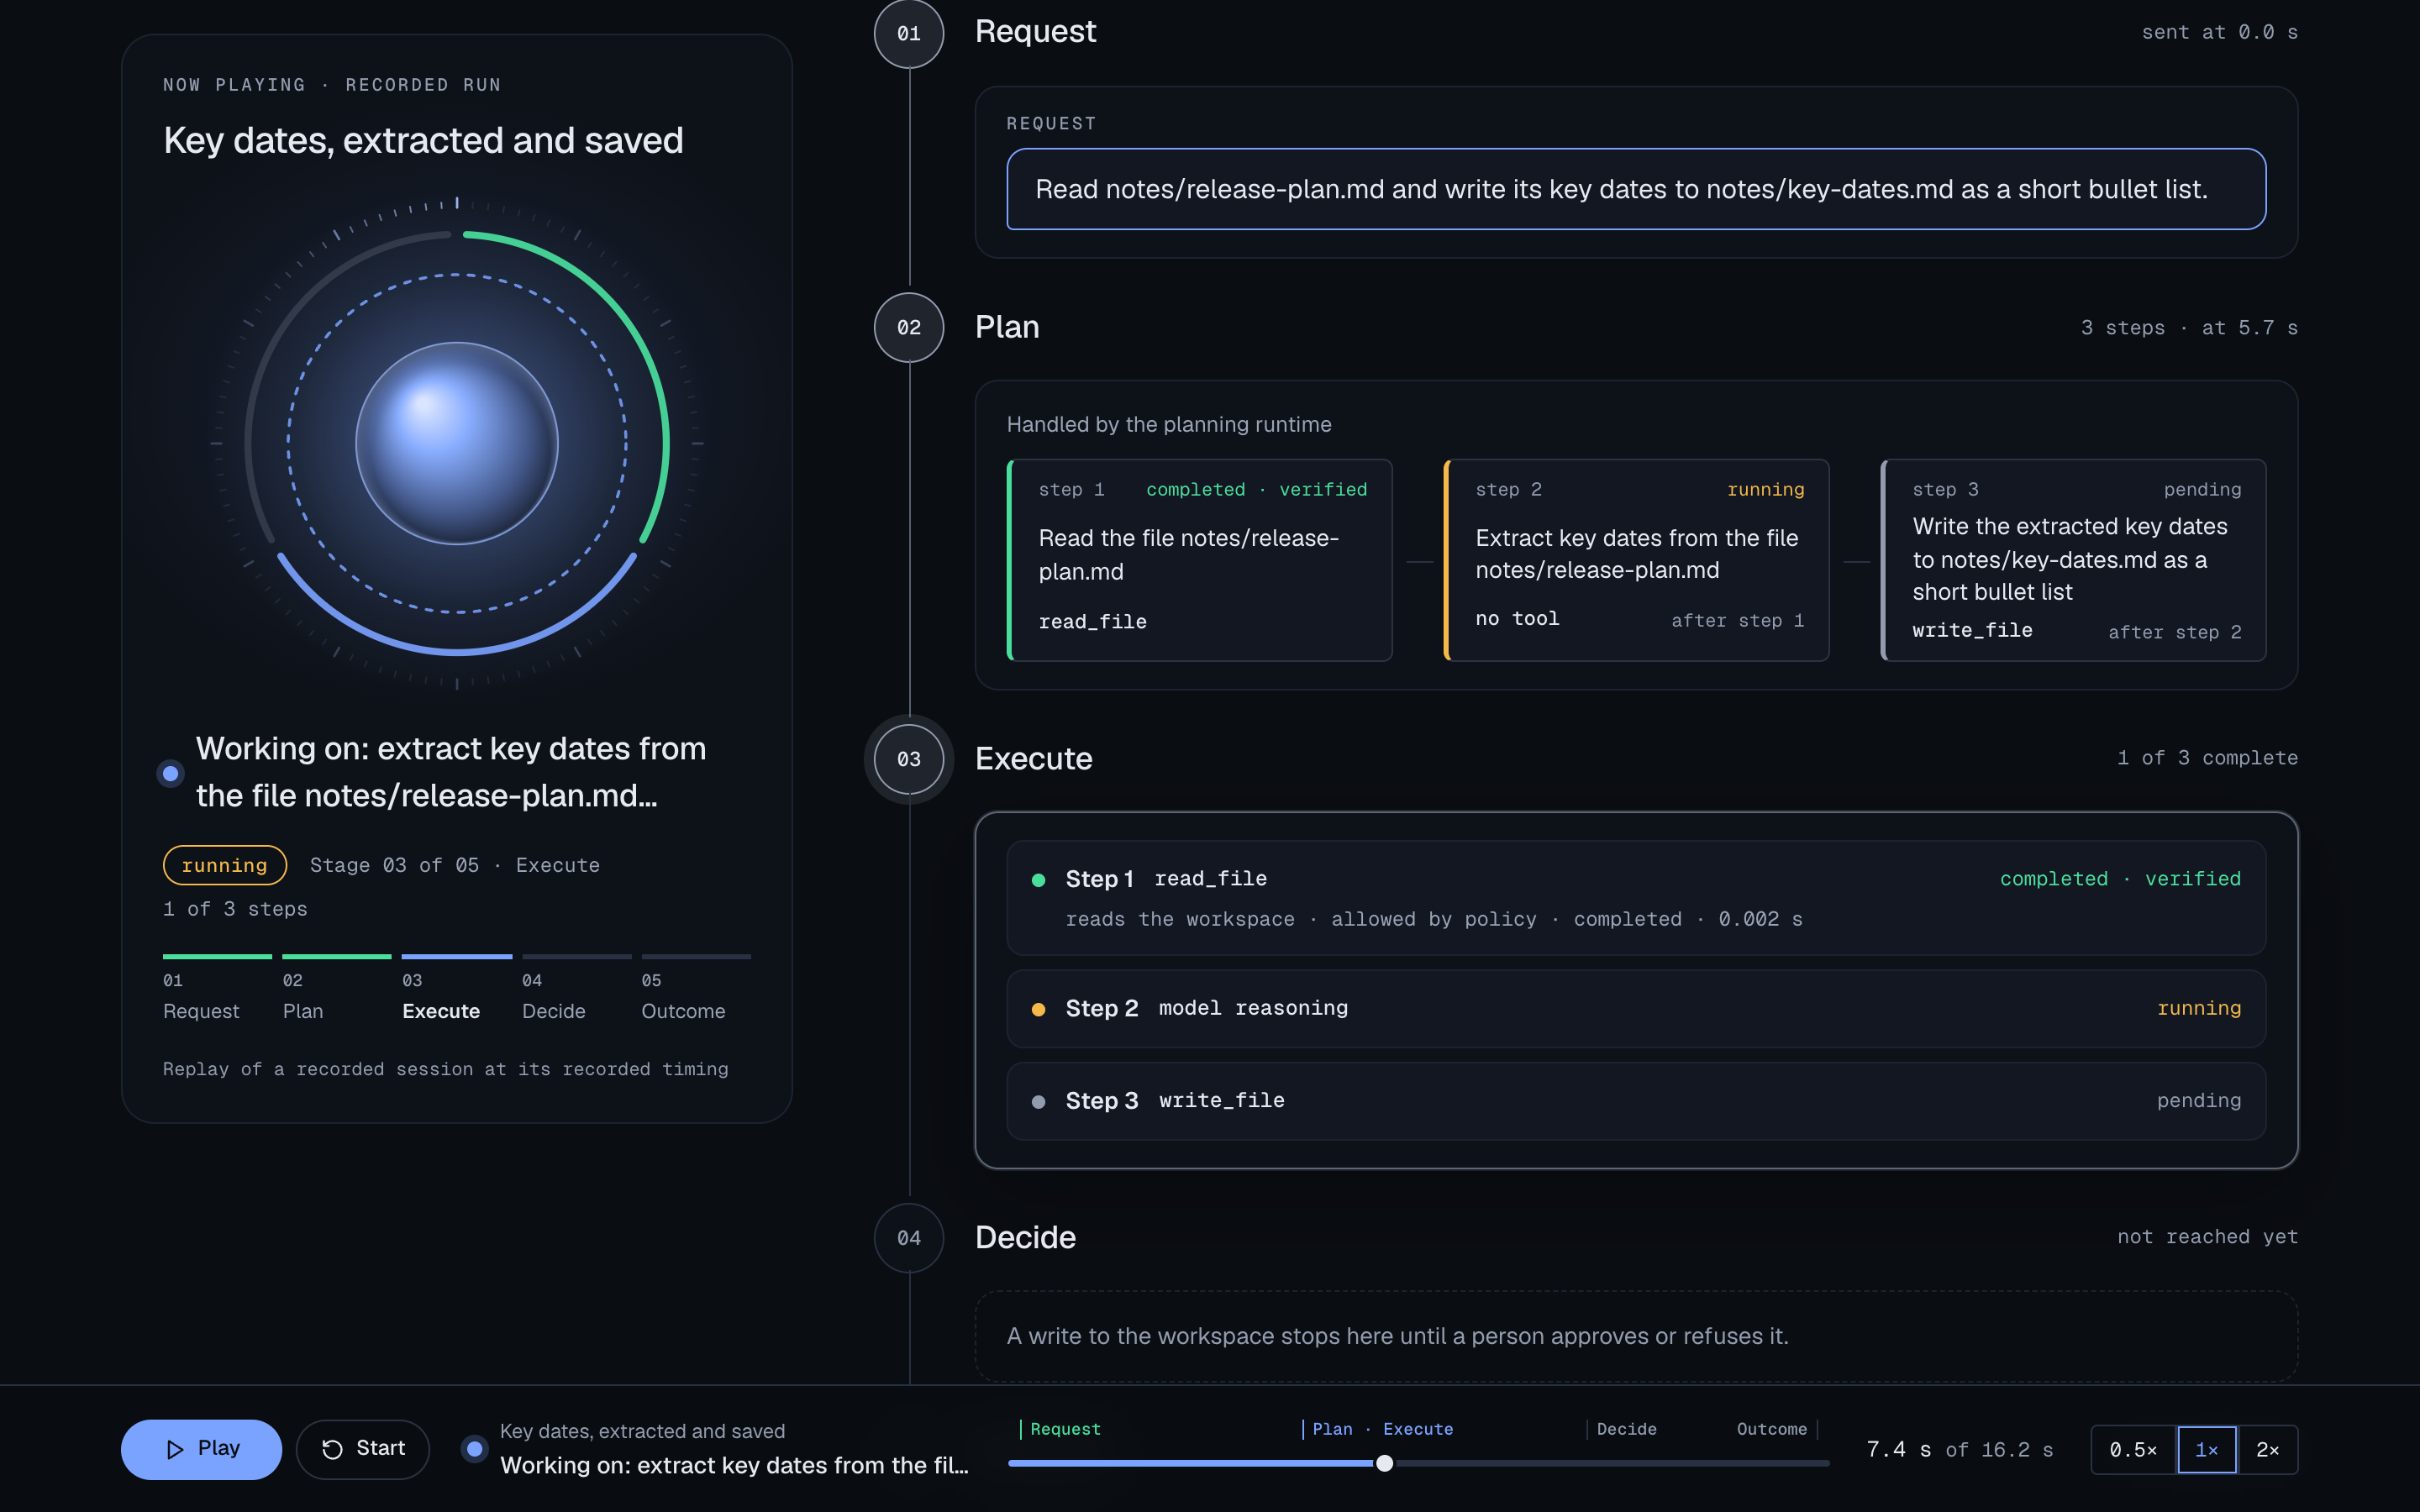 NOW PLAYING · RECORDED RUN
Key dates, extracted and saved
Working on: extract key dates from
the file notes/release-plan.md...
running
Stage 03 of 05 · Execute
1 of 3 steps
01
Request
02
Plan
03
Execute
04
Decide
05
Outcome
Replay of a recorded session at its recorded timing
01
Request
sent at 0.0 s
REQUEST
Read notes/release-plan.md and write its key dates to notes/key-dates.md as a short bullet list.
02
Plan
3 steps · at 5.7 s
Handled by the planning runtime
step 1
completed · verified
Read the file notes/release-
plan.md
read_file
step 2
running
Extract key dates from the file
notes/release-plan.md
no tool
after step 1
step 3
pending
Write the extracted key dates
to notes/key-dates.md as a
short bullet list
write_file
after step 2
03
Execute
1 of 3 complete
Step 1 read_file
completed · verified
reads the workspace · allowed by policy · completed · 0.002 s
Step 2 model reasoning
running
Step 3 write_file
pending
04
Decide
not reached yet
A write to the workspace stops here until a person approves or refuses it.
Play
Start
Key dates, extracted and saved
Working on: extract key dates from the fil...
Request
Plan · Execute
Decide
Outcome
7.4 s of 16.2 s
0.5×
1×
2×